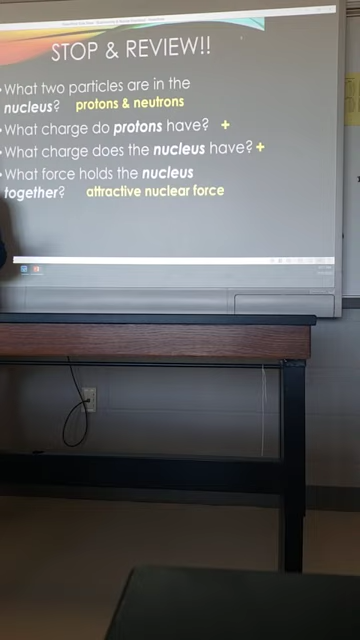 STOP & REVIEW!!
• What two particles are in the
nucleus? protons & neutrons
• What charge do protons have? +
• What charge does the nucleus have? +
• What force holds the nucleus
together? attractive nuclear force